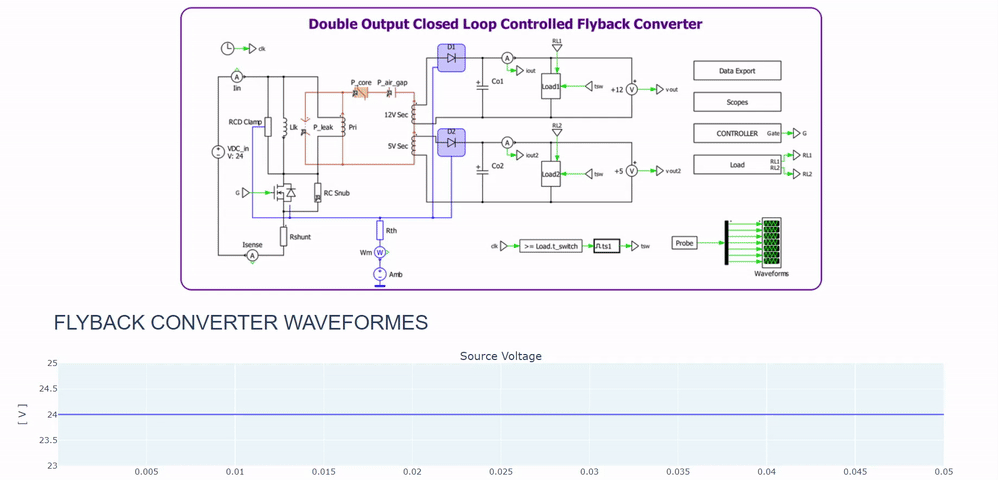 Double Output Closed Loop Controlled Flyback Converter
clk
A
Iin
RCD Clamp
Llk
P_leak
Pri
P_core
P_air_gap
12V Sec
5V Sec
D1
D2
Co1
Co2
A
iout
A
iout2
RL1
Load1
tsw
RL2
Load2
tsw
+12
V
vout
+5
V
vout2
VDC_in
V: 24
G
RC Snub
Rshunt
Isense
A
Rth
Wm
W
Amb
clk
>= Load.t_switch
ts1
tsw
Data Export
Scopes
CONTROLLER
Gate
G
Load
RL1
RL2
RL1
RL2
Probe
Waveforms
FLYBACK CONVERTER WAVEFORMES
Source Voltage
[ V ]
25
24.5
24
23.5
23
0.005
0.01
0.015
0.02
0.025
0.03
0.035
0.04
0.045
0.05